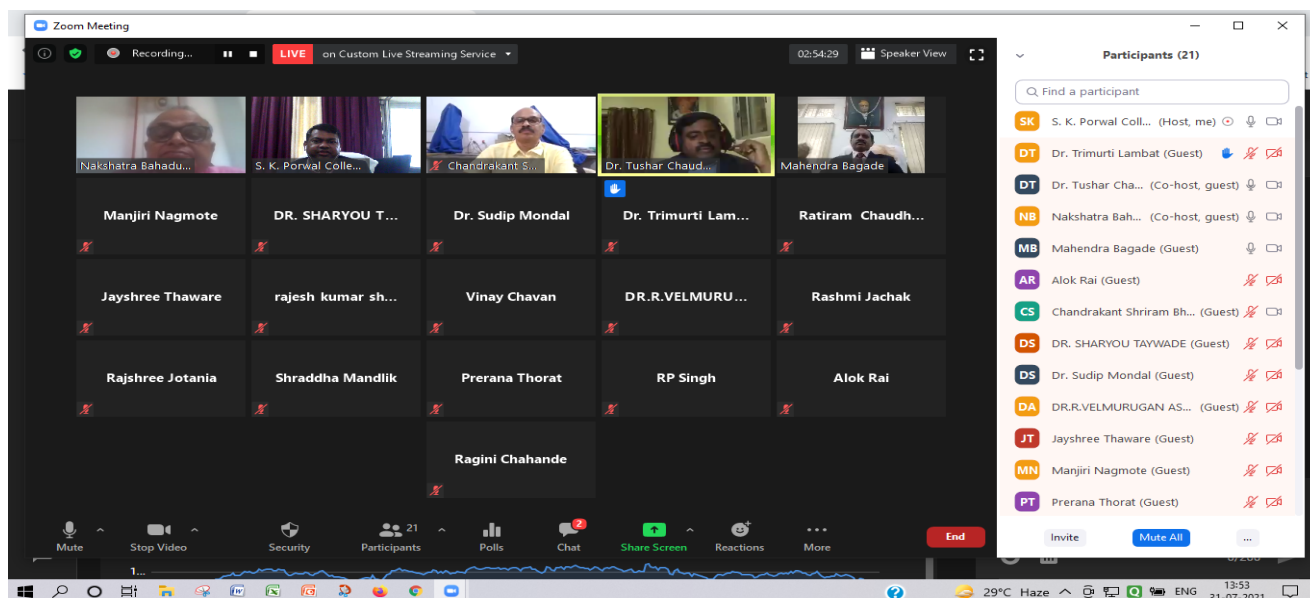 Zoom Meeting
Recording...
LIVE on Custom Live Streaming Service
02:54:29
Speaker View
Nakshatra Bahadu...
S. K. Porwal Colle...
Chandrakant S...
Dr. Tushar Chaud...
Mahendra Bagade
Manjiri Nagmote
DR. SHARYOU T...
Dr. Sudip Mondal
Dr. Trimurti Lam...
Ratiram Chaudh...
Jayshree Thaware
rajesh kumar sh...
Vinay Chavan
DR.R.VELMURU...
Rashmi Jachak
Rajshree Jotania
Shraddha Mandlik
Prerana Thorat
RP Singh
Alok Rai
Ragini Chahande
Mute
Stop Video
Security
21
Participants
Polls
2
Chat
Share Screen
Reactions
More
End
Participants (21)
Find a participant
SK S. K. Porwal Coll... (Host, me)
DT Dr. Trimurti Lambat (Guest)
DT Dr. Tushar Cha... (Co-host, guest)
NB Nakshatra Bah... (Co-host, guest)
MB Mahendra Bagade (Guest)
AR Alok Rai (Guest)
CS Chandrakant Shriram Bh... (Guest)
DS DR. SHARYOU TAYWADE (Guest)
DS Dr. Sudip Mondal (Guest)
DA DR.R.VELMURUGAN AS... (Guest)
JT Jayshree Thaware (Guest)
MN Manjiri Nagmote (Guest)
PT Prerana Thorat (Guest)
Invite
Mute All
...
1...
29°C Haze
ENG
13:53
31-07-2021